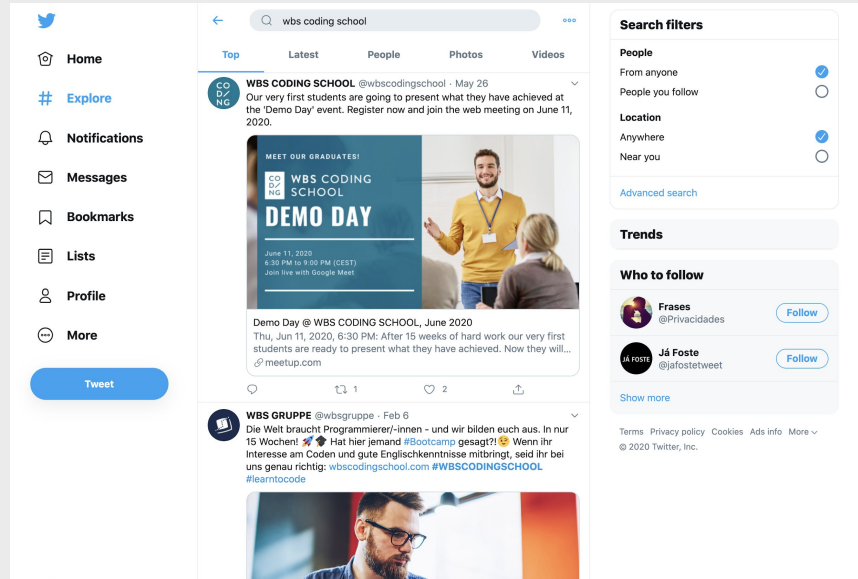 Home
Explore
Notifications
Messages
Bookmarks
Lists
Profile
More
Tweet
wbs coding school
Top Latest People Photos Videos
WBS CODING SCHOOL @wbscodingschool · May 26
Our very first students are going to present what they have achieved at
the 'Demo Day' event. Register now and join the web meeting on June 11,
2020.
MEET OUR GRADUATES!
CO
D/
NG
WBS CODING
SCHOOL
DEMO DAY
June 11, 2020
6:30 PM to 9:00 PM (CEST)
Join live with Google Meet
Demo Day @ WBS CODING SCHOOL, June 2020
Thu, Jun 11, 2020, 6:30 PM: After 15 weeks of hard work our very first
students are ready to present what they have achieved. Now they will...
meetup.com
1 2
WBS GRUPPE @wbsgruppe · Feb 6
Die Welt braucht Programmierer/-innen - und wir bilden euch aus. In nur
15 Wochen! 🚀🎓 Hat hier jemand #Bootcamp gesagt?!😉 Wenn ihr
Interesse am Coden und gute Englischkenntnisse mitbringt, seid ihr bei
uns genau richtig: wbscodingschool.com #WBSCODINGSCHOOL
#learntocode
Search filters
People
From anyone
People you follow
Location
Anywhere
Near you
Advanced search
Trends
Who to follow
Frases
@Privacidades
Follow
JÁ FOSTE
Já Foste
@jafostetweet
Follow
Show more
Terms Privacy policy Cookies Ads info More
© 2020 Twitter, Inc.